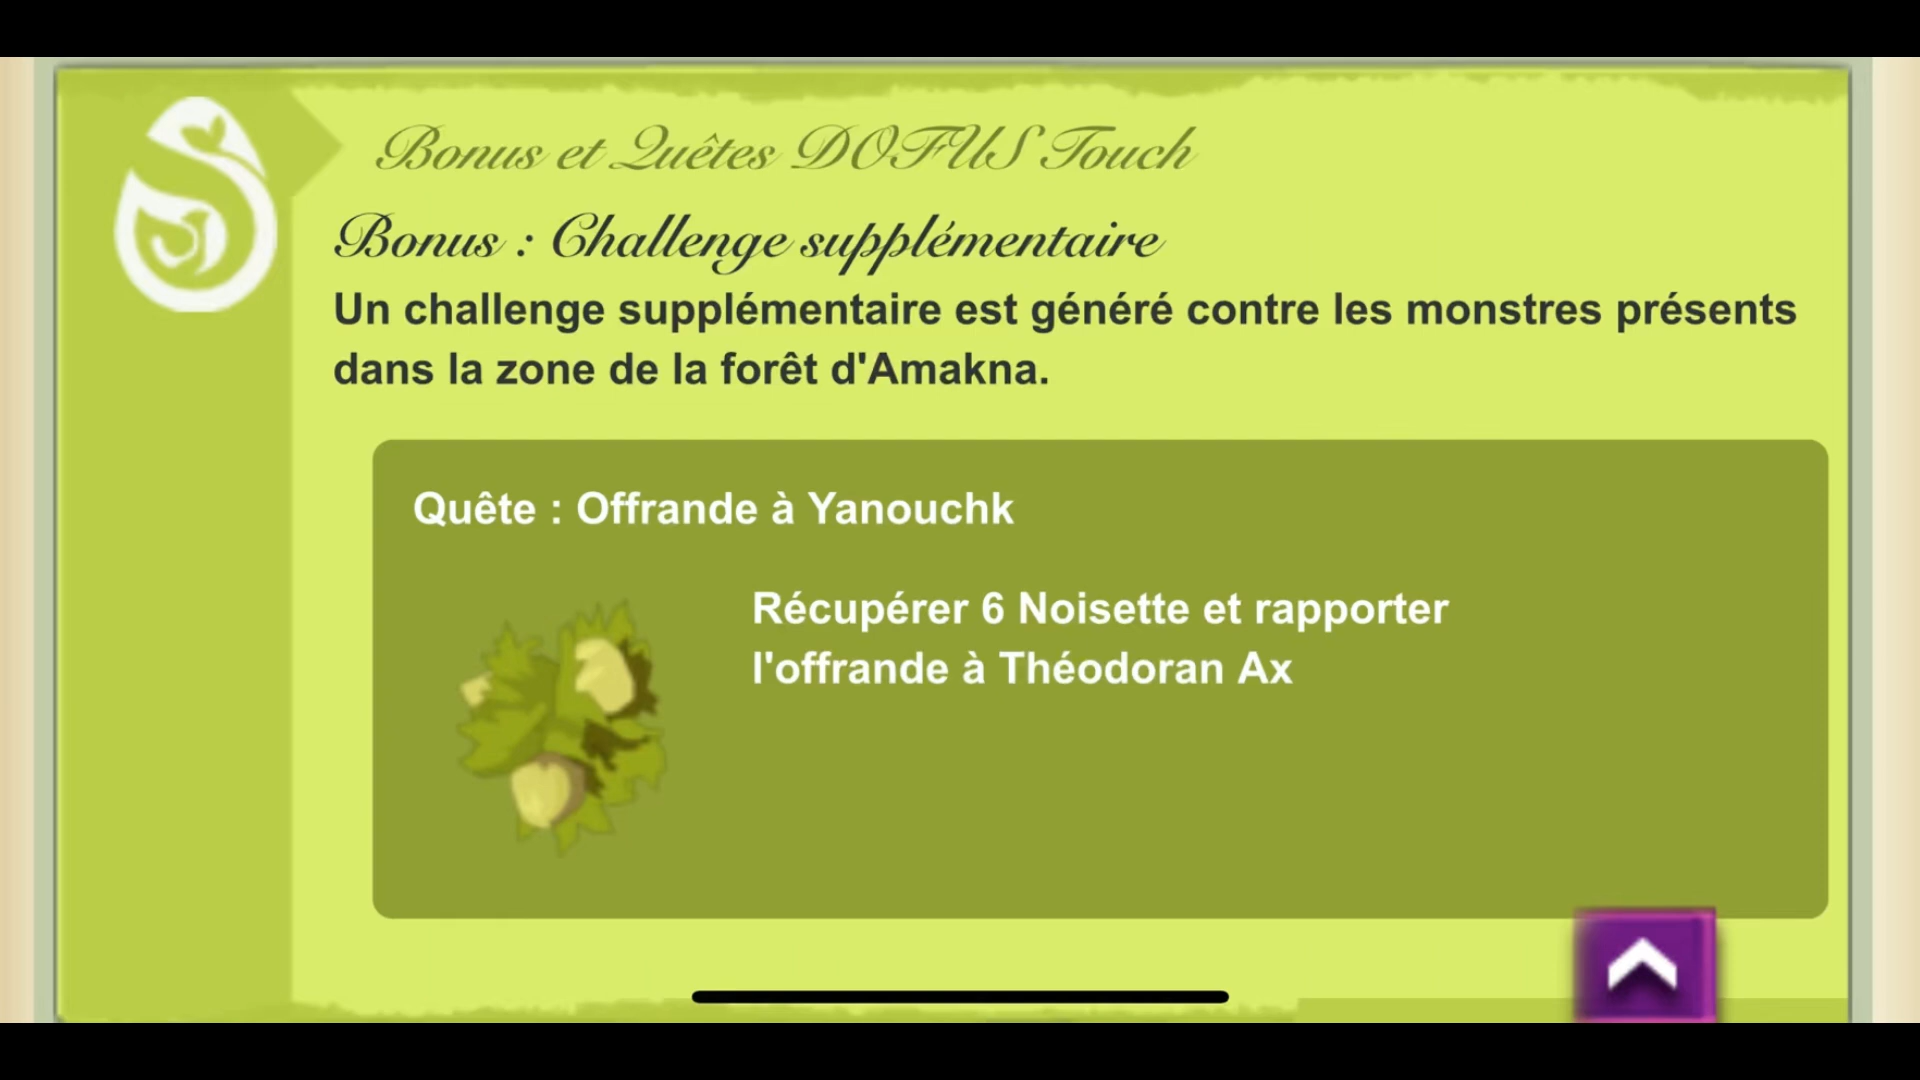 Bonus et Quêtes DOFUS Touch
Bonus : Challenge supplémentaire
Un challenge supplémentaire est généré contre les monstres présents
dans la zone de la forêt d'Amakna.
Quête : Offrande à Yanouchk
Récupérer 6 Noisette et rapporter
l'offrande à Théodoran Ax